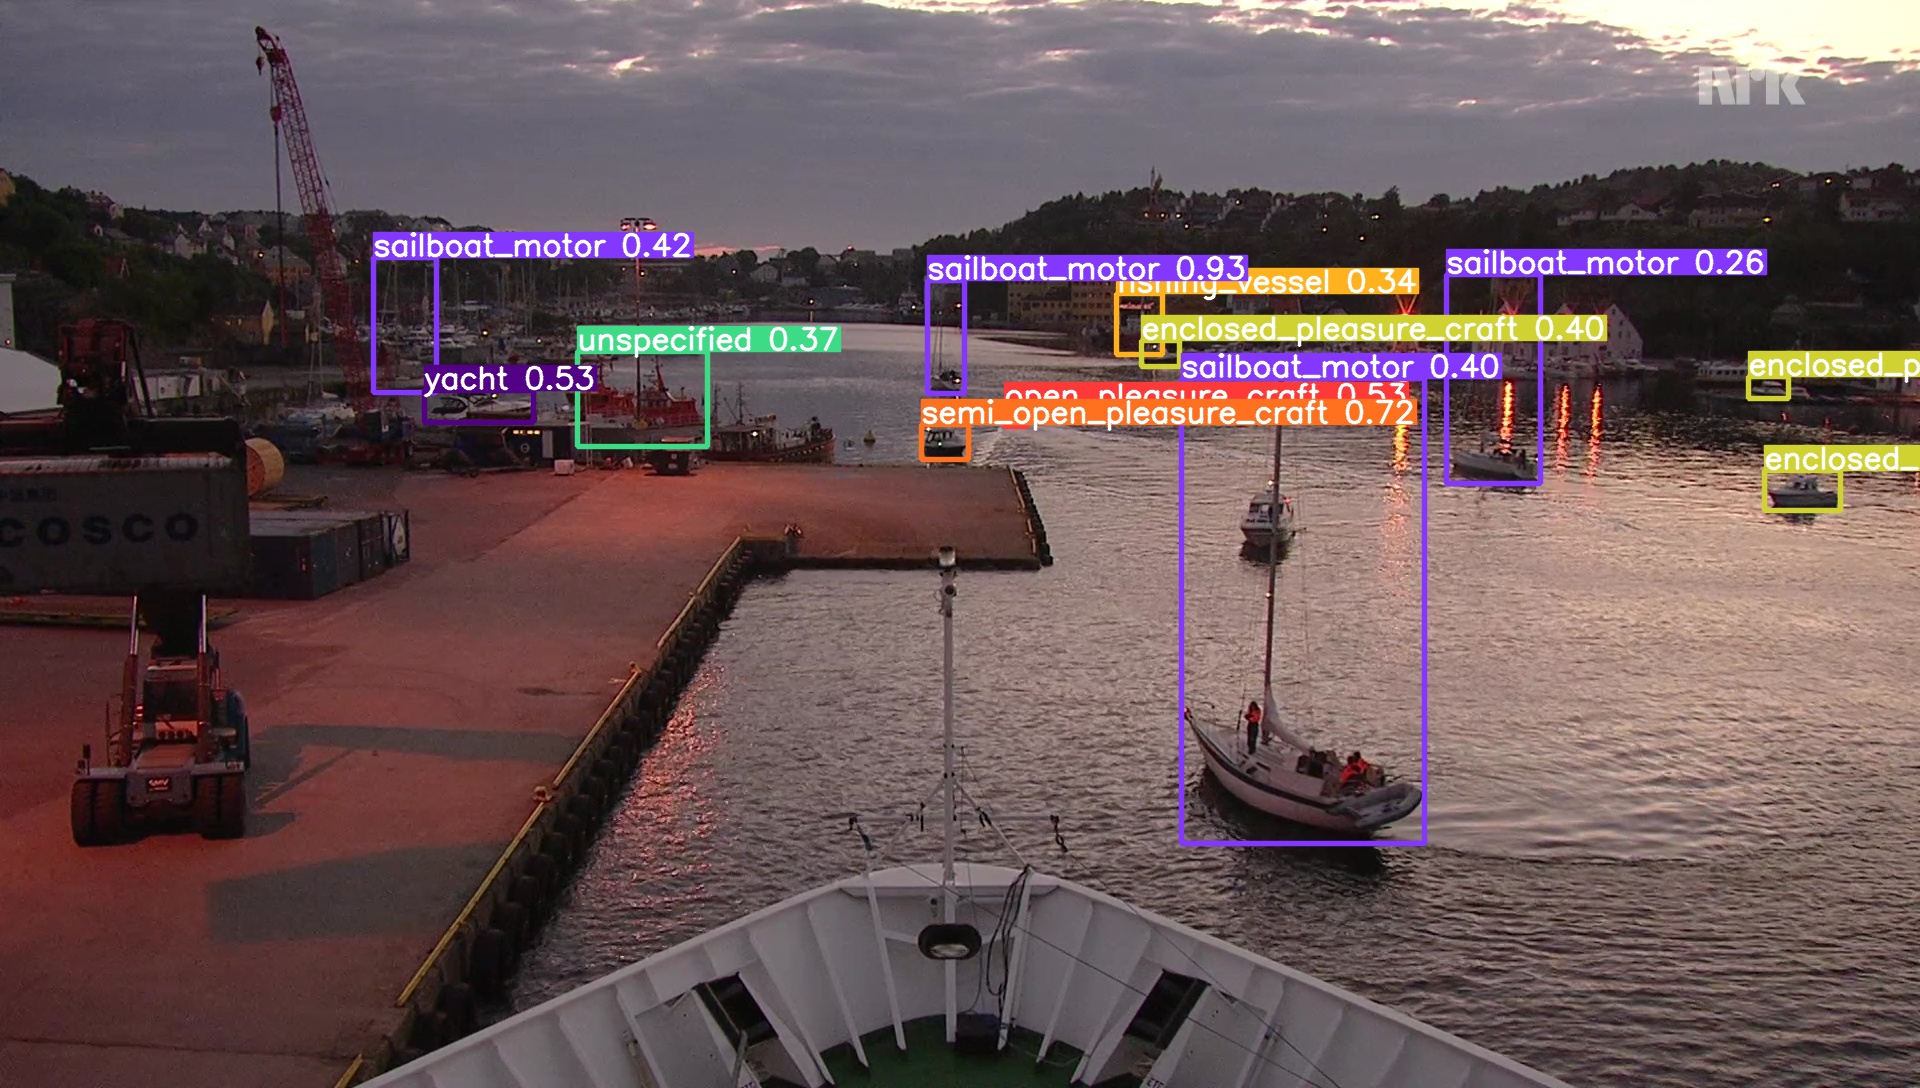 NRK
sailboat_motor 0.42
sailboat_motor 0.93
sailboat_motor 0.26
fishing_vessel 0.34
unspecified 0.37
enclosed_pleasure_craft 0.40
sailboat_motor 0.40
enclosed_p
yacht 0.53
open_pleasure_craft 0.53
semi_open_pleasure_craft 0.72
enclosed_
COSCO
SMV